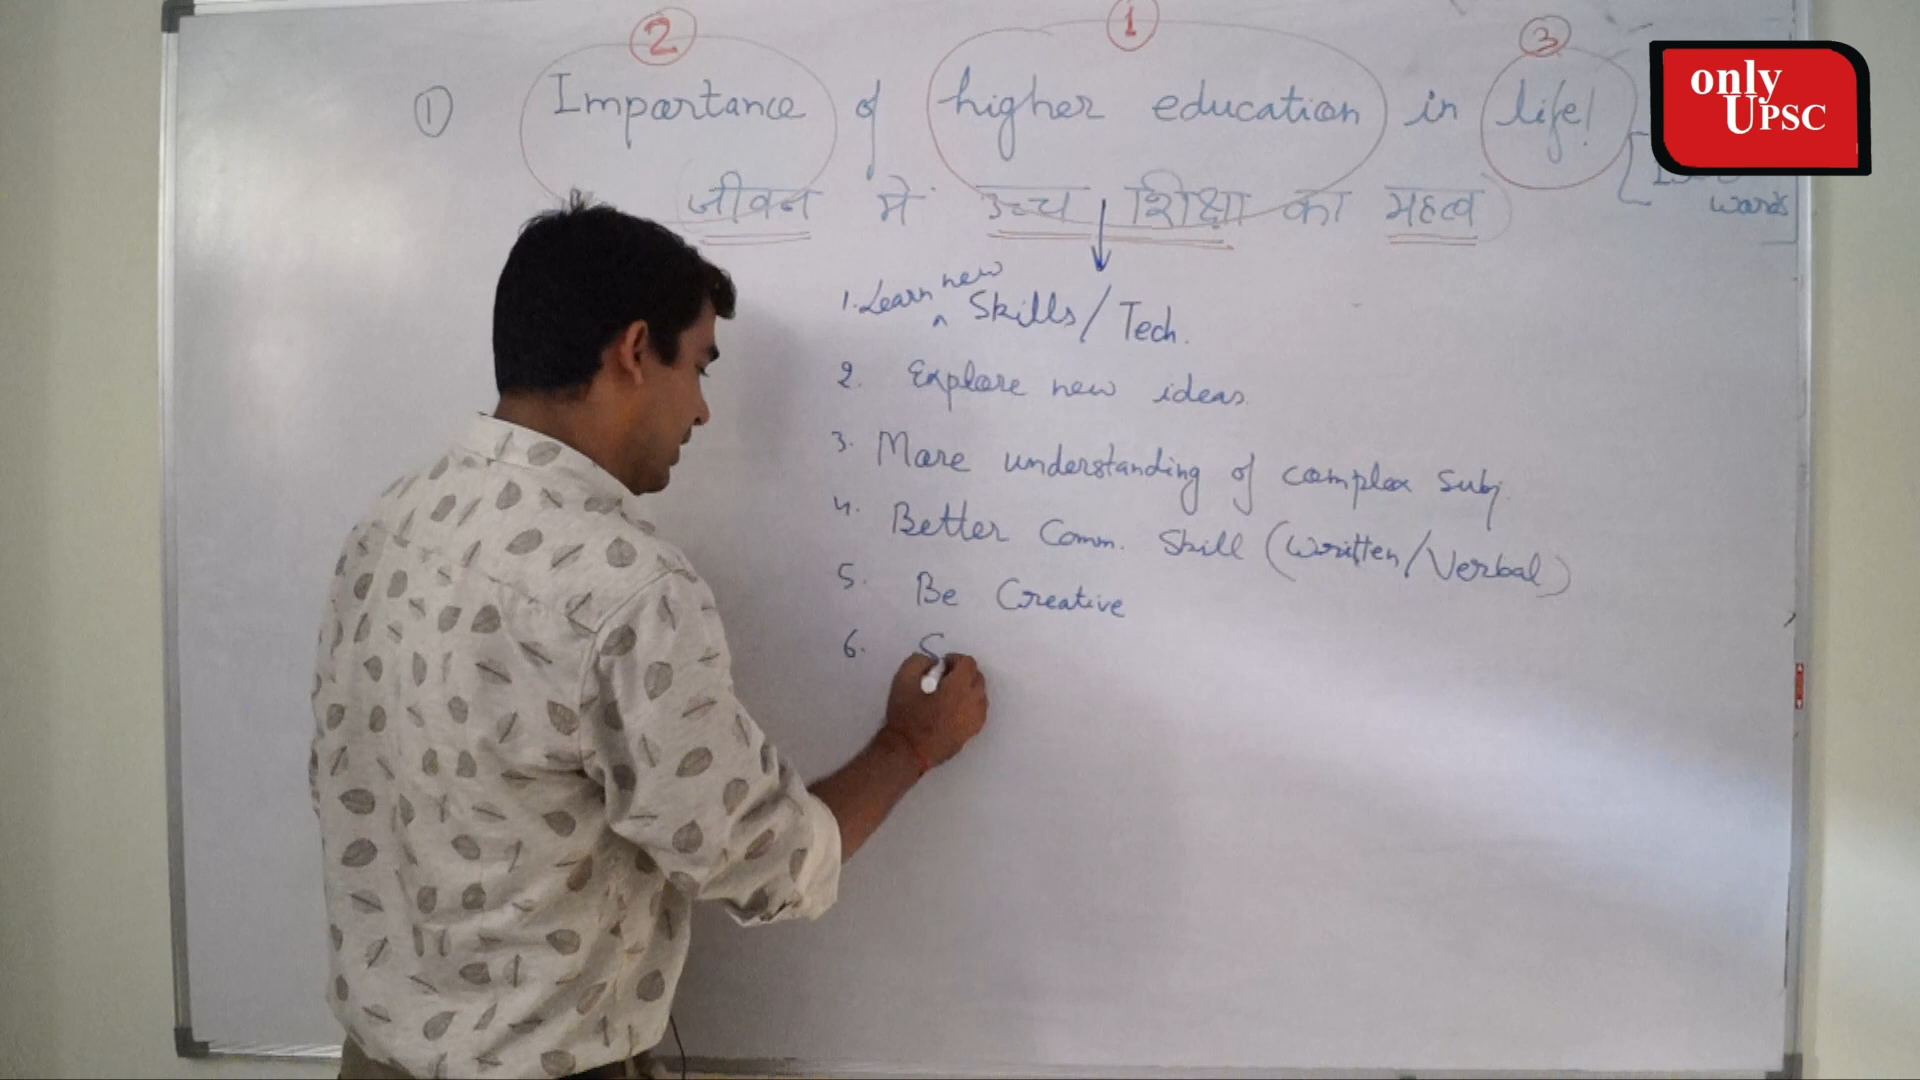 2 1 3
① Importance of higher education in life!
जीवन में उच्च शिक्षा का महत्व
words
1. Learn new Skills/Tech.
2. Explore new ideas.
3. More understanding of complex Subj.
4. Better Comm. Skill (Written/Verbal)
5. Be Creative
6. S
only
UPSC